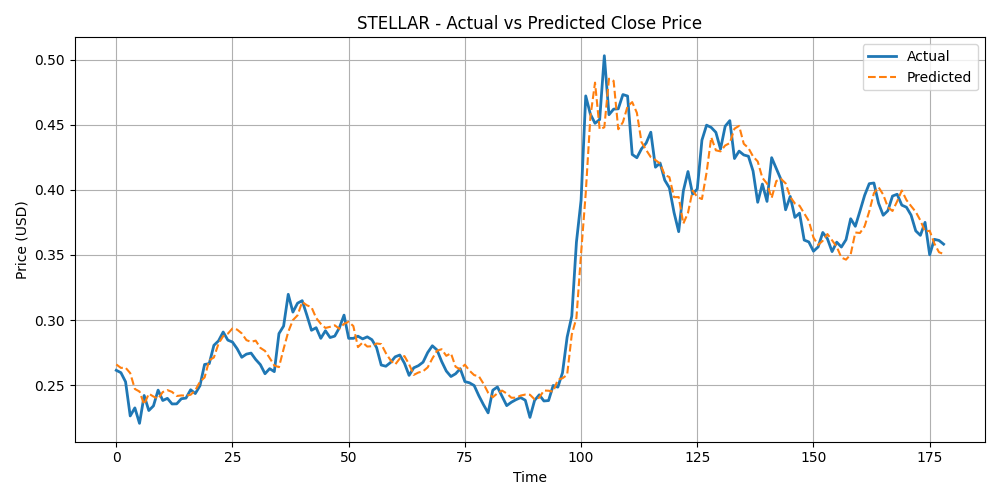 STELLAR - Actual vs Predicted Close Price
Actual
Predicted
Price (USD)
0.50
0.45
0.40
0.35
0.30
0.25
0 25 50 75 100 125 150 175
Time